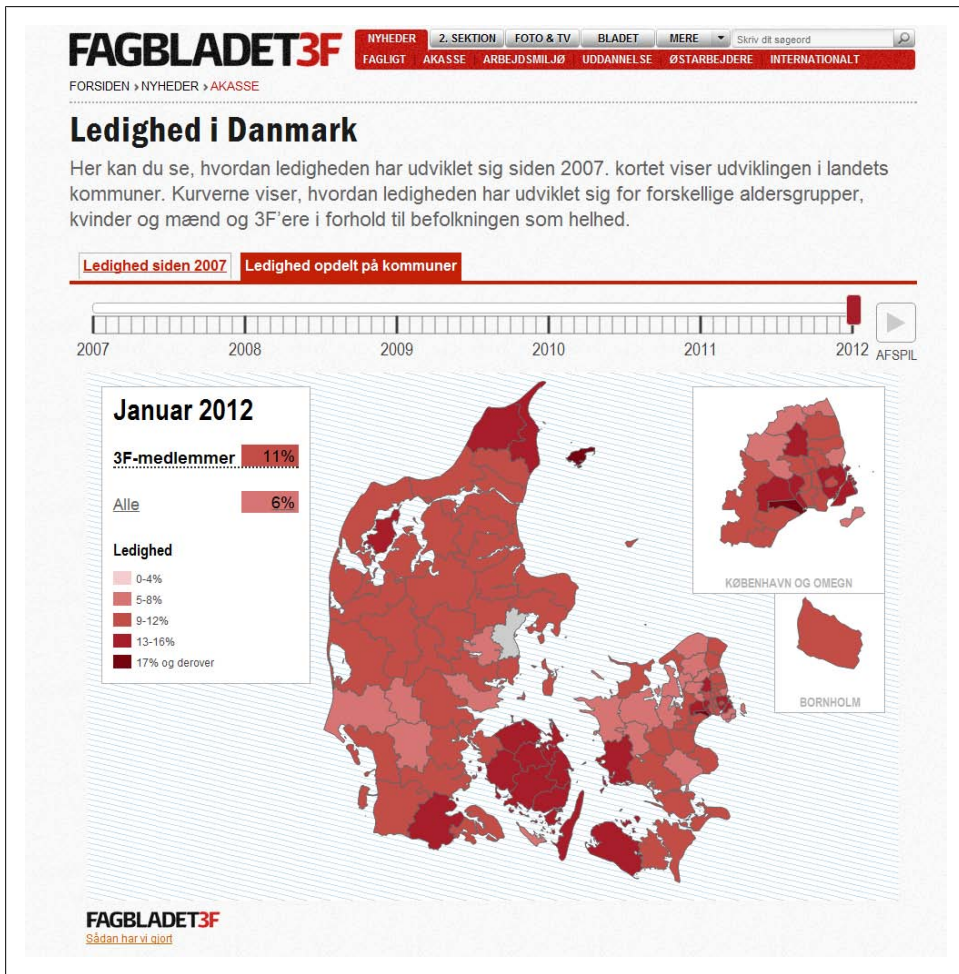 FAGBLADET3F
NYHEDER 2. SEKTION FOTO & TV BLADET MERE Skriv dit søgeord
FAGLIGT AKASSE ARBEJDSMILJØ UDDANNELSE ØSTARBEJDERE INTERNATIONALT
FORSIDEN › NYHEDER › AKASSE
Ledighed i Danmark
Her kan du se, hvordan ledigheden har udviklet sig siden 2007. kortet viser udviklingen i landets
kommuner. Kurverne viser, hvordan ledigheden har udviklet sig for forskellige aldersgrupper,
kvinder og mænd og 3F'ere i forhold til befolkningen som helhed.
Ledighed siden 2007 Ledighed opdelt på kommuner
2007 2008 2009 2010 2011 2012 AFSPIL
Januar 2012
3F-medlemmer 11%
Alle 6%
Ledighed
0-4%
5-8%
9-12%
13-16%
17% og derover
KØBENHAVN OG OMEGN
BORNHOLM
FAGBLADET3F
Sådan har vi gjort